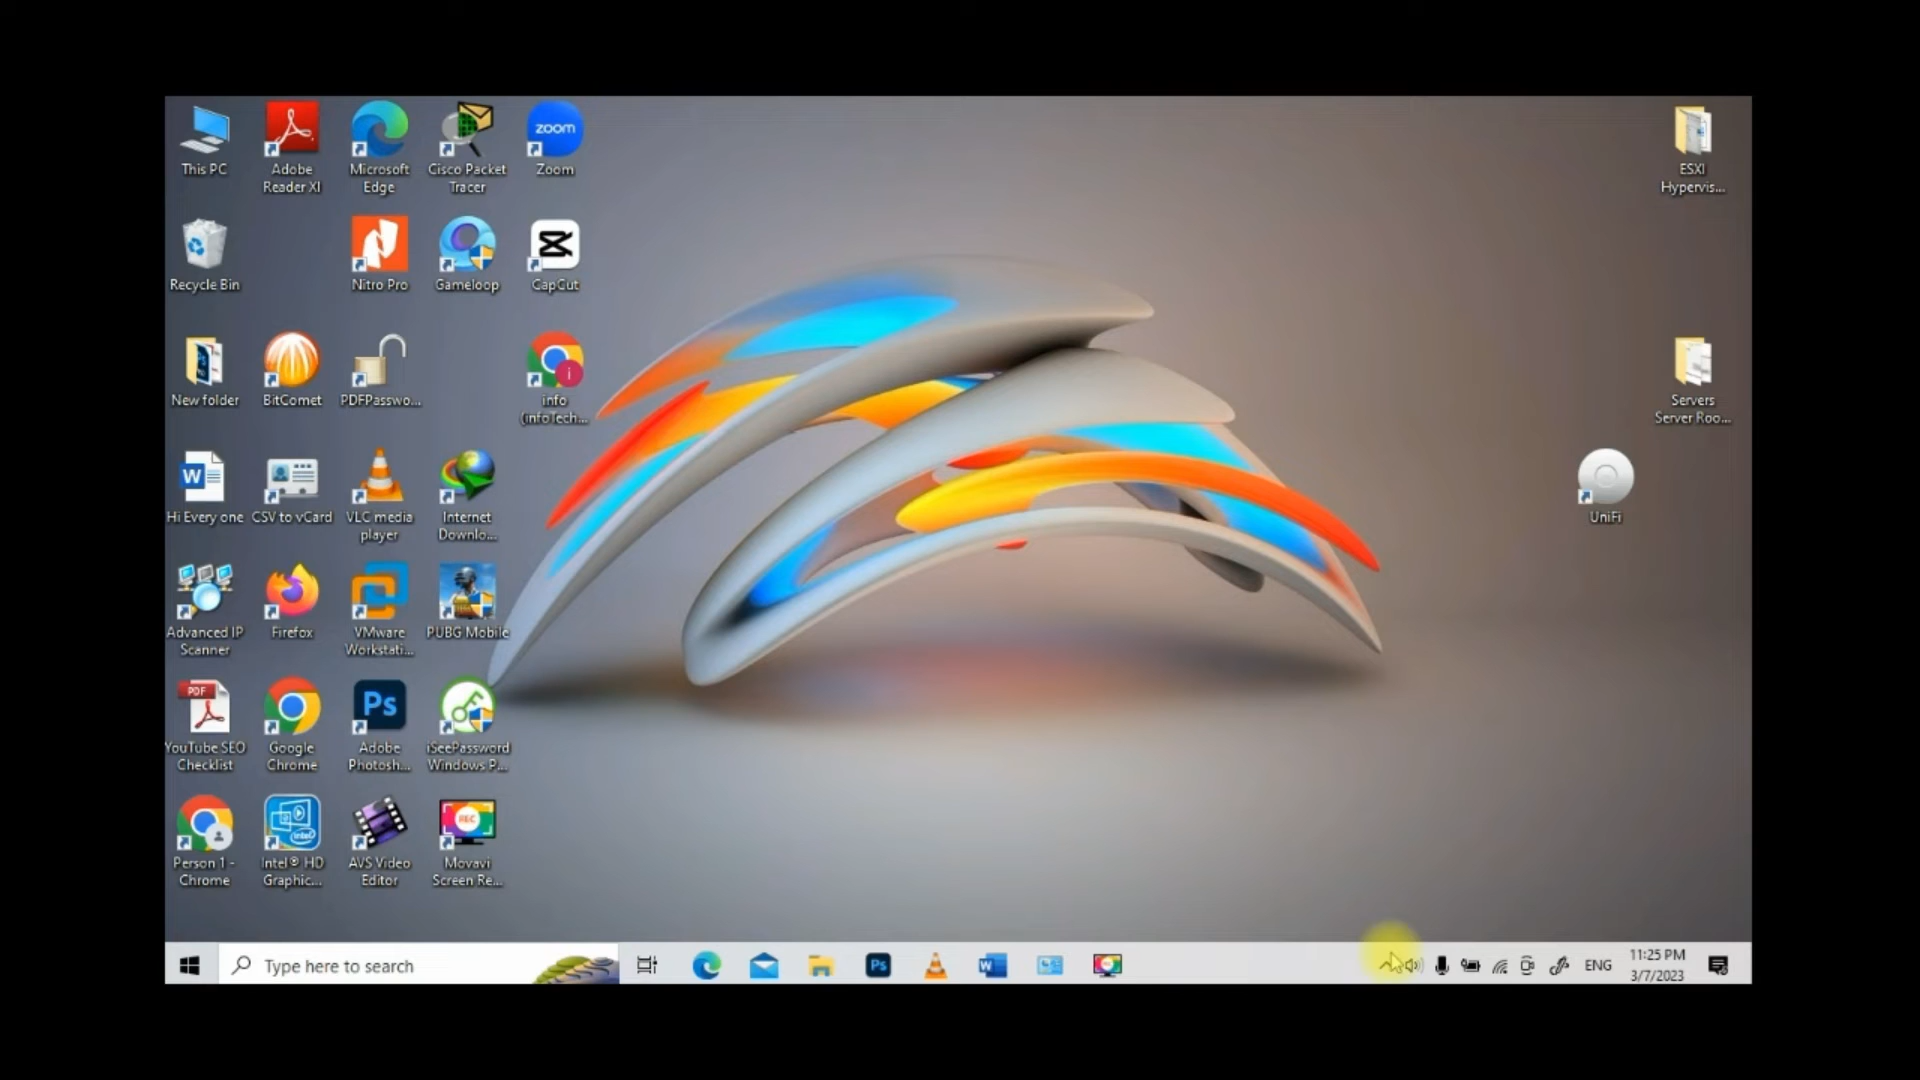 This PC
Adobe
Reader XI
Microsoft
Edge
Cisco Packet
Tracer
zoom
Zoom
ESXI
Hypervis...
Recycle Bin
Nitro Pro
Gameloop
CapCut
New folder
BitComet
PDFPasswo...
i
info
(infoTech...
Servers
Server Roo...
W
Hi Every one
CSV to vCard
VLC media
player
Internet
Downlo...
UniFi
Advanced IP
Scanner
Firefox
VMware
Workstati...
PUBG Mobile
PDF
YouTube SEO
Checklist
Google
Chrome
Ps
Adobe
Photosh...
iSeePassword
Windows P...
Person 1 -
Chrome
intel
Intel® HD
Graphic...
AVS Video
Editor
REC
Movavi
Screen Re...
Type here to search
Ps
W
ENG
11:25 PM
3/7/2023